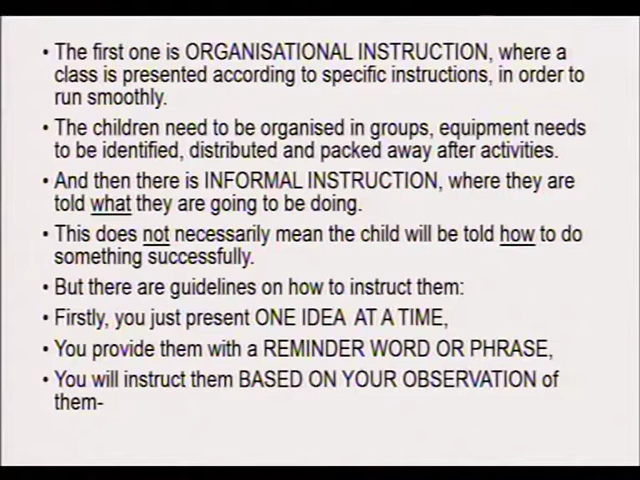 • The first one is ORGANISATIONAL INSTRUCTION, where a
class is presented according to specific instructions, in order to
run smoothly.
• The children need to be organised in groups, equipment needs
to be identified, distributed and packed away after activities.
• And then there is INFORMAL INSTRUCTION, where they are
told what they are going to be doing.
• This does not necessarily mean the child will be told how to do
something successfully.
• But there are guidelines on how to instruct them:
• Firstly, you just present ONE IDEA AT A TIME,
• You provide them with a REMINDER WORD OR PHRASE,
• You will instruct them BASED ON YOUR OBSERVATION of
them-